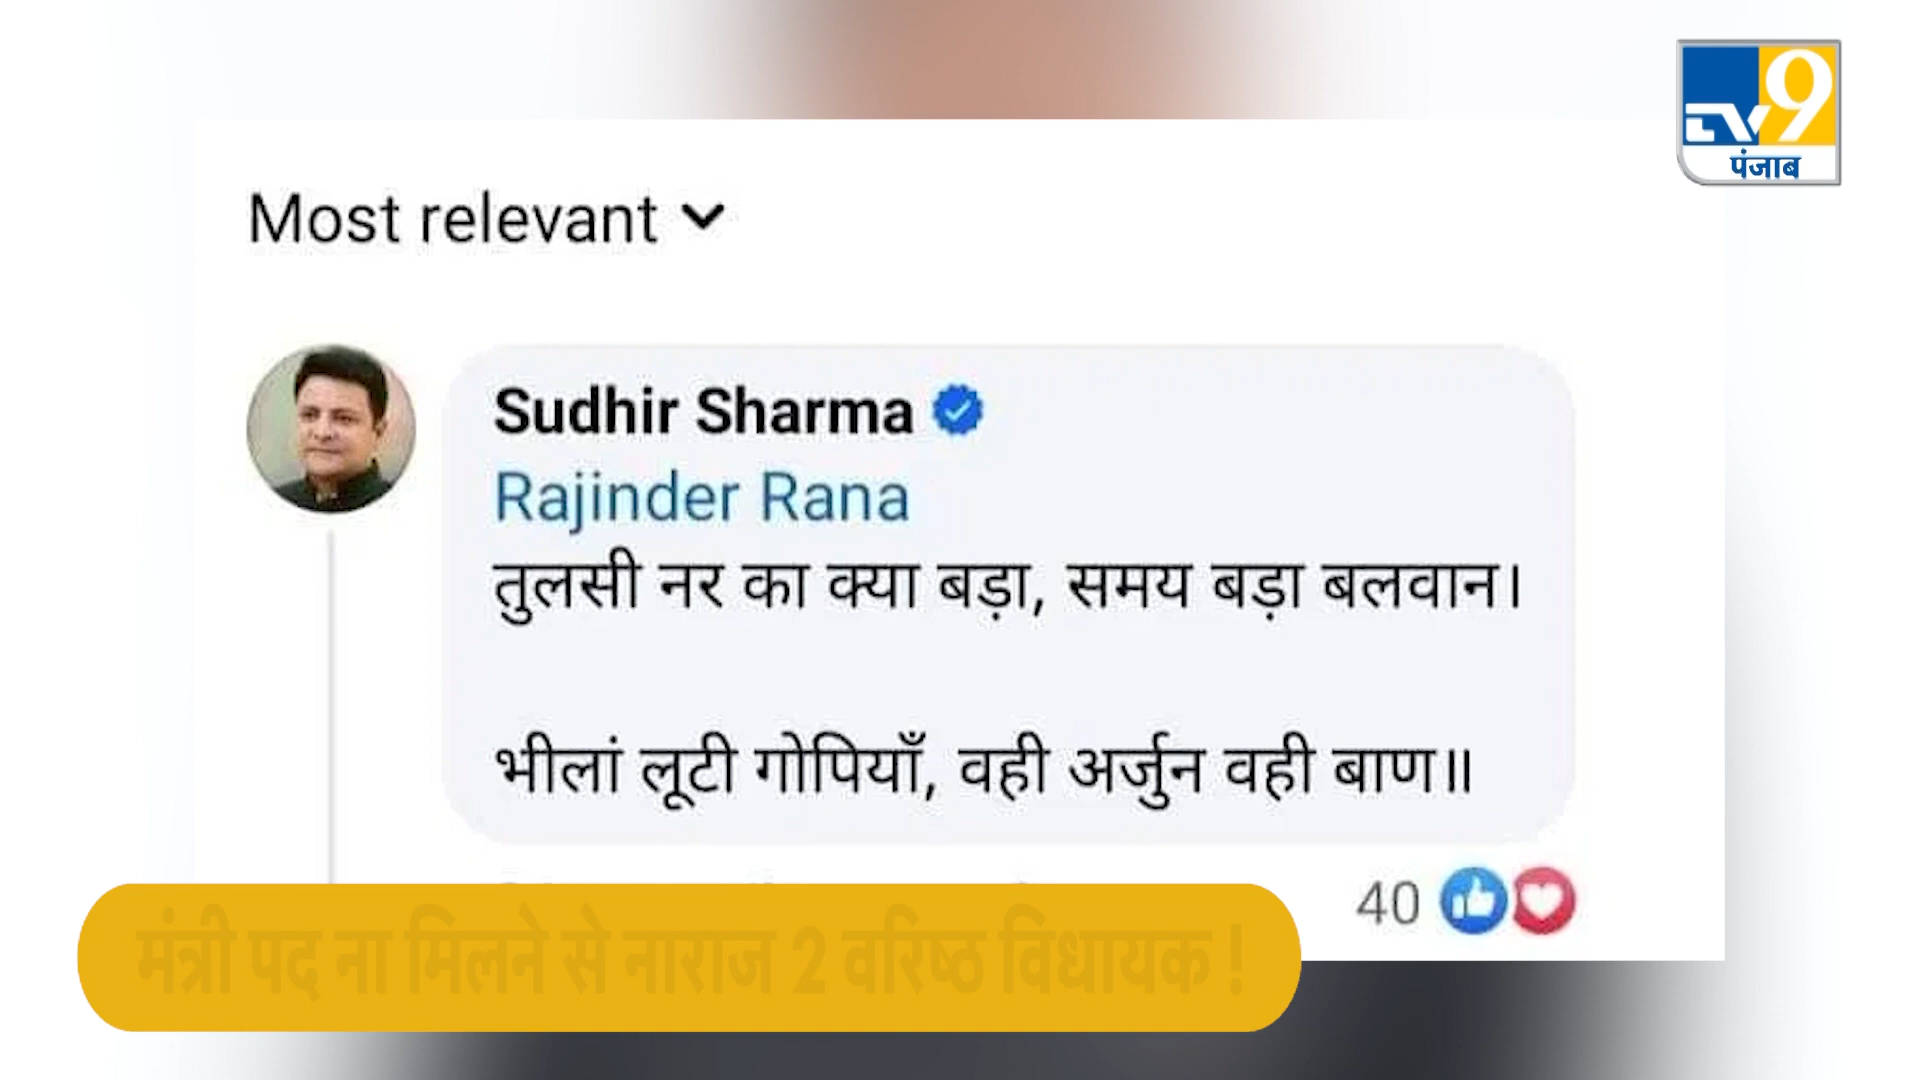 TV9
पंजाब
Most relevant
Sudhir Sharma
Rajinder Rana
तुलसी नर का क्या बड़ा, समय बड़ा बलवान।
भीलां लूटी गोपियाँ, वही अर्जुन वही बाण॥
40
मंत्री पद ना मिलने से नाराज 2 वरिष्ठ विधायक !